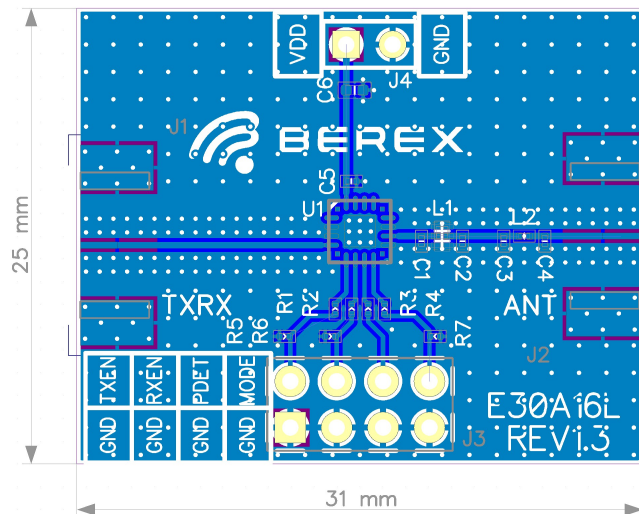 VDD
GND
J4
C6
J1
BEREX
C5
U1
L1
L2
C1
C2
C3
C4
25 mm
TXRX
R1
R2
R3
R4
ANT
R5
R6
R7
J2
TXEN
RXEN
PDET
MODE
GND
GND
GND
GND
J3
E30A16L
REV1.3
31 mm